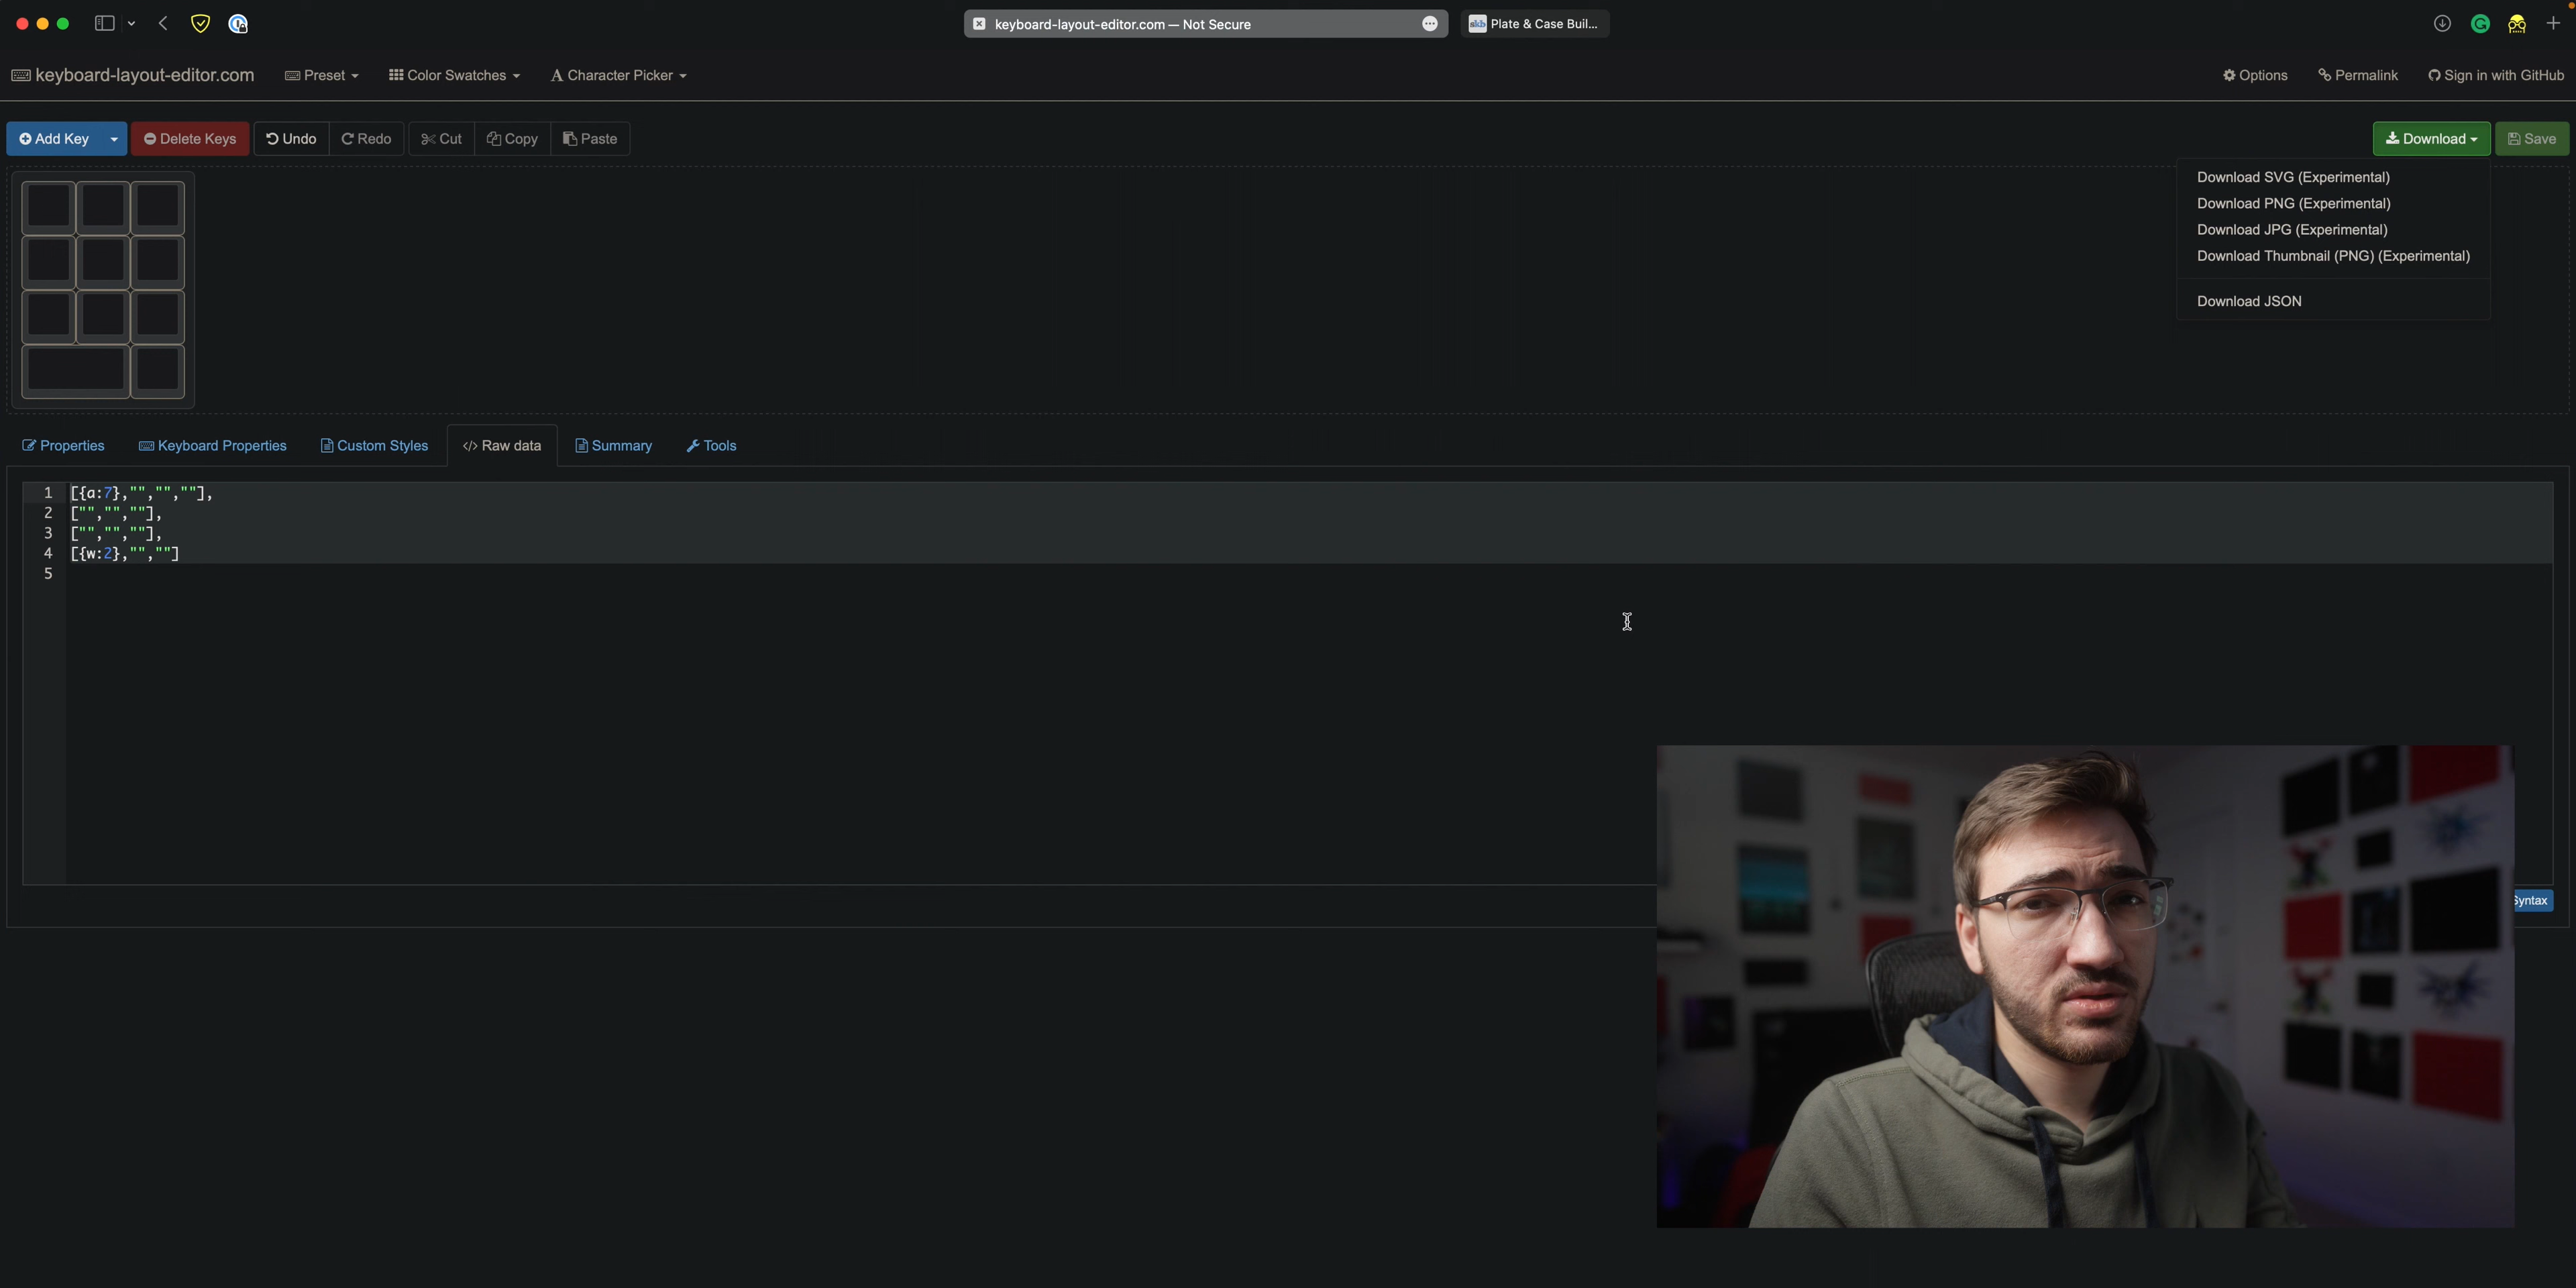 keyboard-layout-editor.com — Not Secure
skb Plate & Case Buil...
keyboard-layout-editor.com Preset Color Swatches A Character Picker Options Permalink Sign in with GitHub
Add Key Delete Keys Undo Redo Cut Copy Paste Download Save
Download SVG (Experimental)
Download PNG (Experimental)
Download JPG (Experimental)
Download Thumbnail (PNG) (Experimental)
Download JSON
Properties Keyboard Properties Custom Styles </> Raw data Summary Tools
1 [{a:7},"","",""],
2 ["","",""],
3 ["","",""],
4 [{w:2},"",""]
5
Syntax